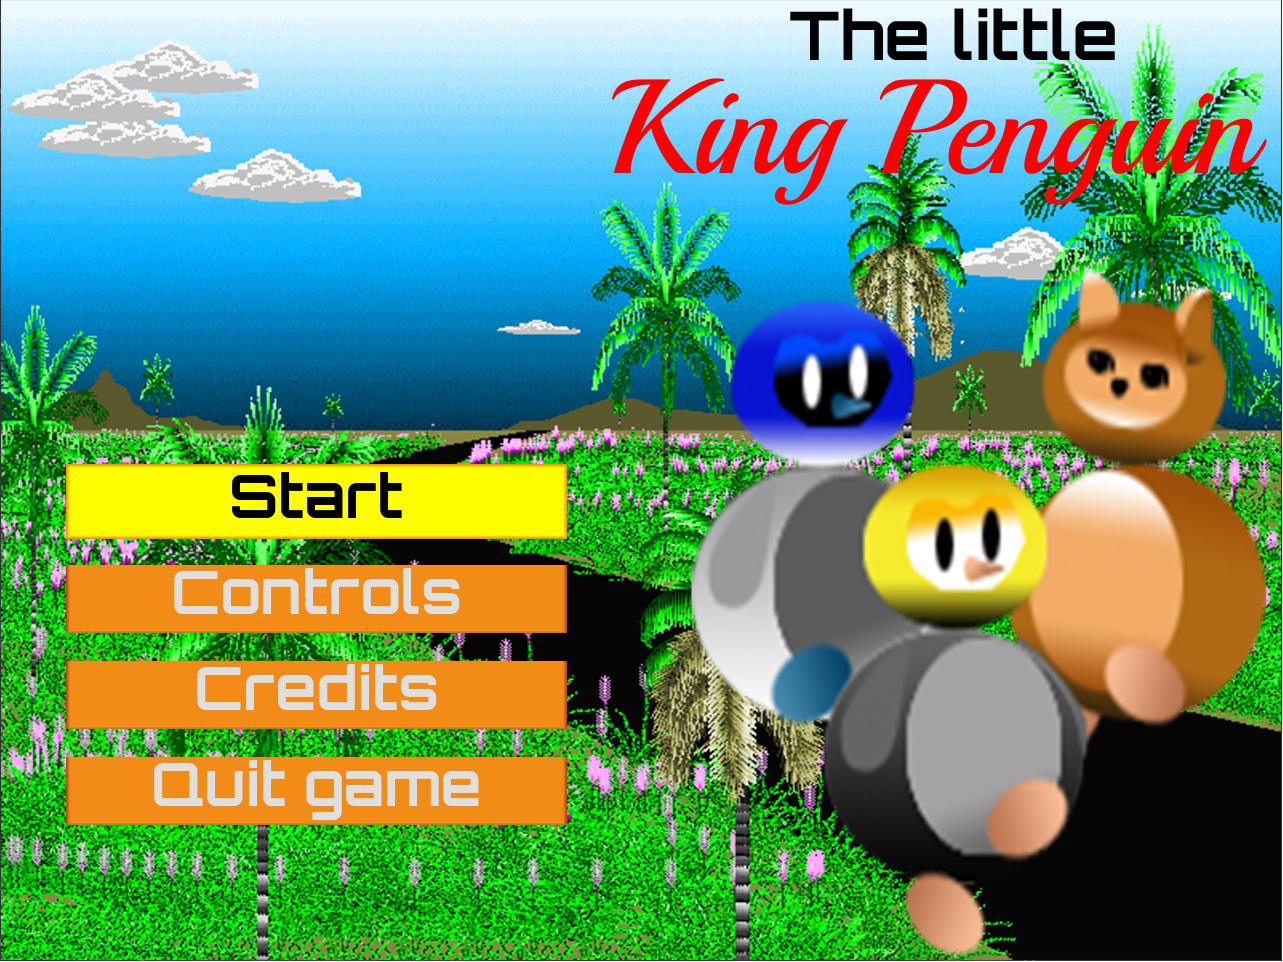 The little
King Penguin
Start
Controls
Credits
Quit game